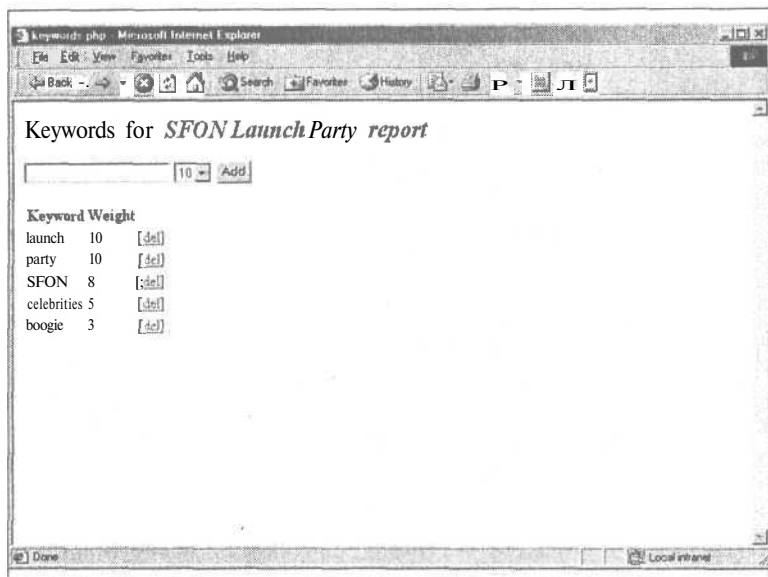 keywords.php - Microsoft Internet Explorer
File Edit View Favorites Tools Help
Back Search Favorites History Р Л
Keywords for SFON Launch Party report
10 Add
Keyword Weight
launch 10 [del]
party 10 [del]
SFON 8 [;del]
celebrities 5 [del]
boogie 3 [del]
Done Local intranet